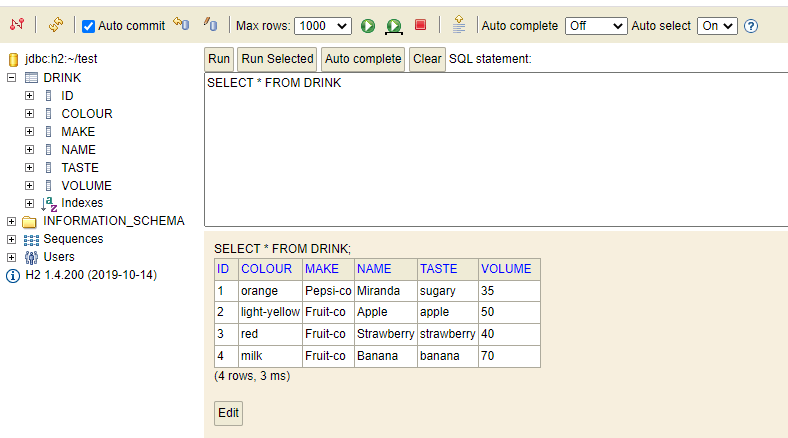 Auto commit Max rows: 1000 Auto complete Off Auto select On ?
jdbc:h2:~/test
DRINK
ID
COLOUR
MAKE
NAME
TASTE
VOLUME
Indexes
INFORMATION_SCHEMA
Sequences
Users
H2 1.4.200 (2019-10-14)
Run Run Selected Auto complete Clear SQL statement:
SELECT * FROM DRINK
SELECT * FROM DRINK;
ID COLOUR MAKE NAME TASTE VOLUME
1 orange Pepsi-co Miranda sugary 35
2 light-yellow Fruit-co Apple apple 50
3 red Fruit-co Strawberry strawberry 40
4 milk Fruit-co Banana banana 70
(4 rows, 3 ms)
Edit